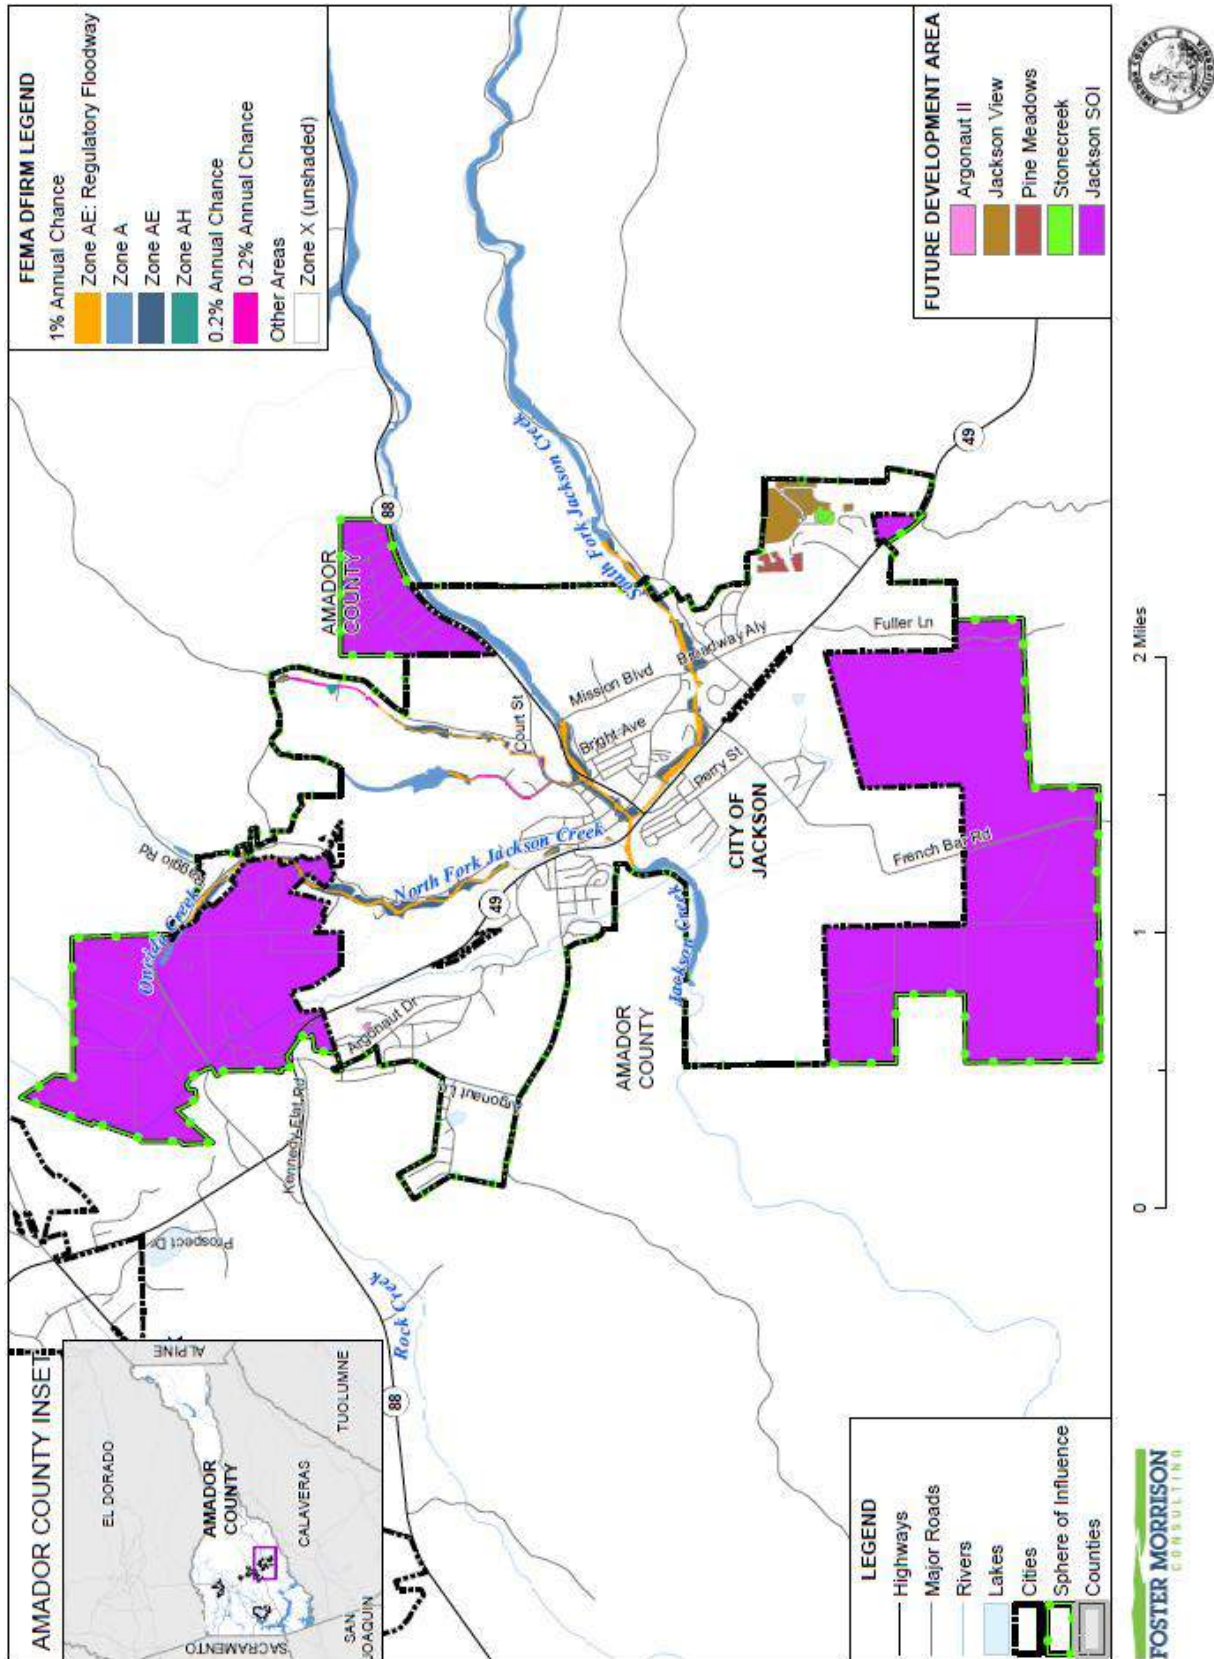 AMADOR COUNTY INSET
EL DORADO
ALPINE
AMADOR
COUNTY
TUOLUMNE
CALAVERAS
SACRAMENTO
SAN
JOAQUIN
FEMA DFIRM LEGEND
1% Annual Chance
Zone AE: Regulatory Floodway
Zone A
Zone AE
Zone AH
0.2% Annual Chance
0.2% Annual Chance
Other Areas
Zone X (unshaded)
Prospect Dr
Kennedy Flat Rd
Rock Creek
88
Oneida Creek
Raggio Rd
Argonaut Dr
Argonaut Ln
49
North Fork Jackson Creek
Court St
AMADOR
COUNTY
88
South Fork Jackson Creek
Mission Blvd
Bright Ave
Broadway Aly
Perry St
CITY OF
JACKSON
Jackson Creek
AMADOR
COUNTY
French Bar Rd
Fuller Ln
49
LEGEND
Highways
Major Roads
Rivers
Lakes
Cities
Sphere of Influence
Counties
FUTURE DEVELOPMENT AREA
Argonaut II
Jackson View
Pine Meadows
Stonecreek
Jackson SOI
FOSTER MORRISON
CONSULTING
0
1
2 Miles
AMADOR COUNTY